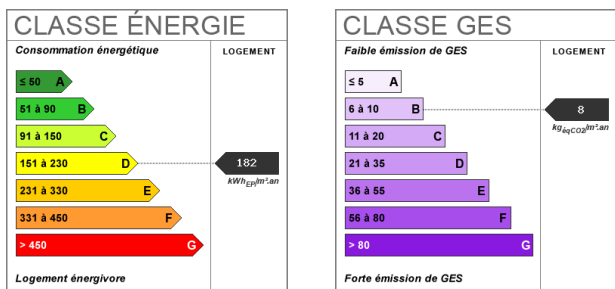 CLASSE ÉNERGIE
Consommation énergétique
LOGEMENT
≤ 50 A
51 à 90 B
91 à 150 C
151 à 230 D
182
kWhEP/m².an
231 à 330 E
331 à 450 F
> 450 G
Logement énergivore
CLASSE GES
Faible émission de GES
LOGEMENT
≤ 5 A
6 à 10 B
8
kgéqCO2/m².an
11 à 20 C
21 à 35 D
36 à 55 E
56 à 80 F
> 80 G
Forte émission de GES